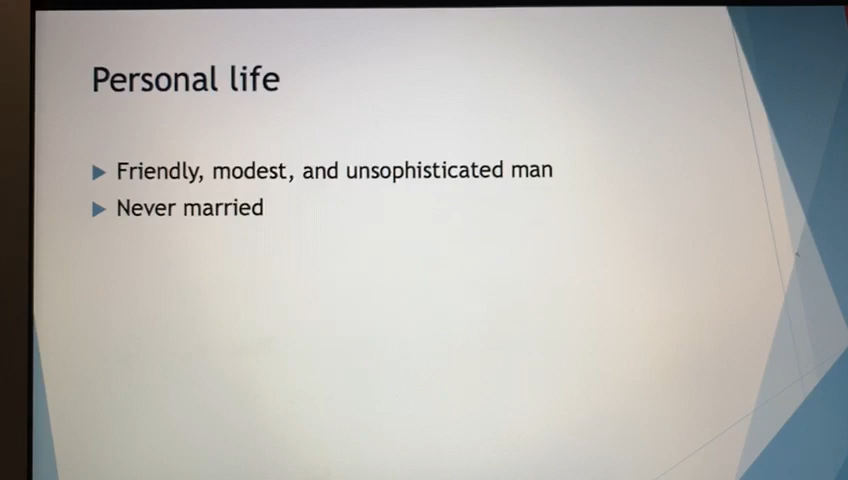 Personal life
Friendly, modest, and unsophisticated man
Never married